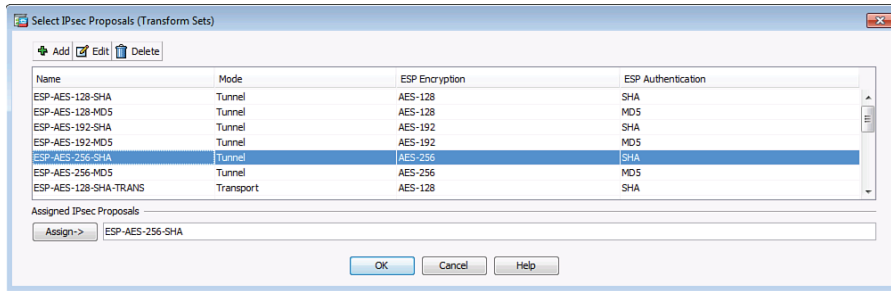 Select IPsec Proposals (Transform Sets)
Add Edit Delete
Name Mode ESP Encryption ESP Authentication
ESP-AES-128-SHA Tunnel AES-128 SHA
ESP-AES-128-MD5 Tunnel AES-128 MD5
ESP-AES-192-SHA Tunnel AES-192 SHA
ESP-AES-192-MD5 Tunnel AES-192 MD5
ESP-AES-256-SHA Tunnel AES-256 SHA
ESP-AES-256-MD5 Tunnel AES-256 MD5
ESP-AES-128-SHA-TRANS Transport AES-128 SHA
Assigned IPsec Proposals
Assign-> ESP-AES-256-SHA
OK Cancel Help